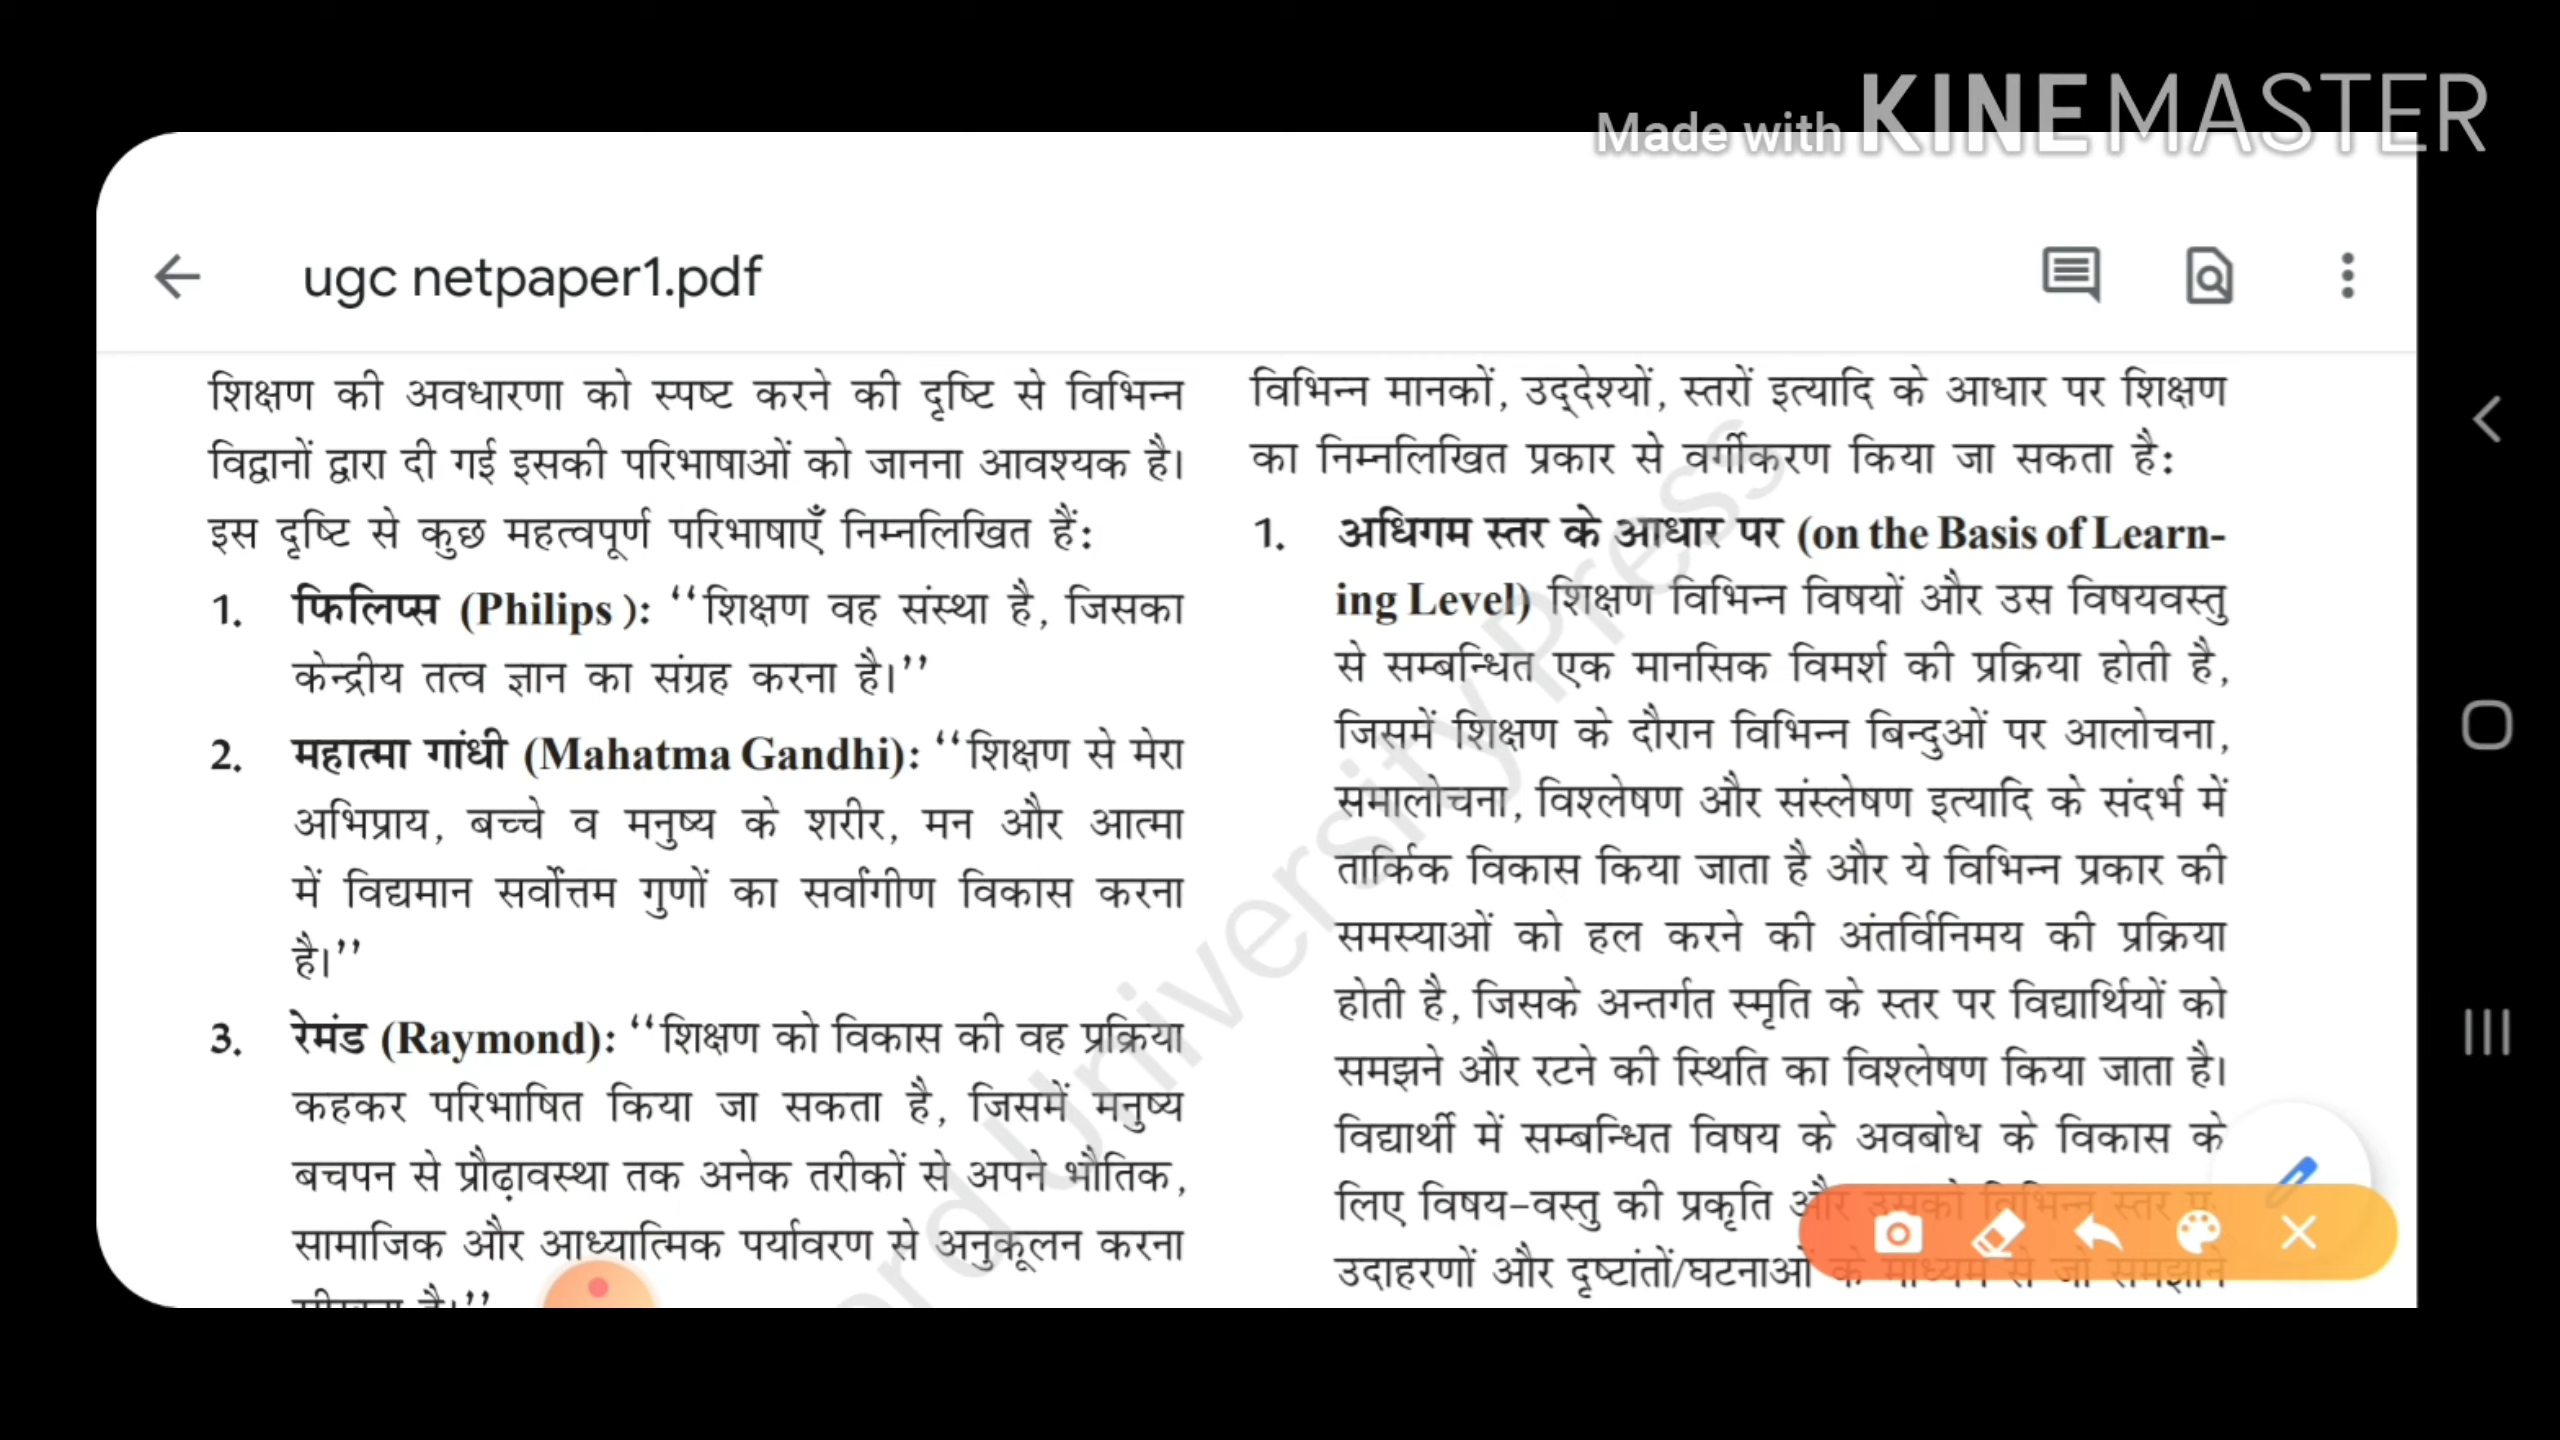 Made with KINEMASTER
ugc netpaper1.pdf
शिक्षण की अवधारणा को स्पष्ट करने की दृष्टि से विभिन्न
विद्वानों द्वारा दी गई इसकी परिभाषाओं को जानना आवश्यक है।
इस दृष्टि से कुछ महत्वपूर्ण परिभाषाएँ निम्नलिखित हैं:
1. फिलिप्स (Philips ): ‘‘शिक्षण वह संस्था है, जिसका
केन्द्रीय तत्व ज्ञान का संग्रह करना है।’’
2. महात्मा गांधी (Mahatma Gandhi): ‘‘शिक्षण से मेरा
अभिप्राय, बच्चे व मनुष्य के शरीर, मन और आत्मा
में विद्यमान सर्वोत्तम गुणों का सर्वांगीण विकास करना
है।’’
3. रेमंड (Raymond): ‘‘शिक्षण को विकास की वह प्रक्रिया
कहकर परिभाषित किया जा सकता है, जिसमें मनुष्य
बचपन से प्रौढ़ावस्था तक अनेक तरीकों से अपने भौतिक,
सामाजिक और आध्यात्मिक पर्यावरण से अनुकूलन करना
है।’’
विभिन्न मानकों, उद्देश्यों, स्तरों इत्यादि के आधार पर शिक्षण
का निम्नलिखित प्रकार से वर्गीकरण किया जा सकता है:
1. अधिगम स्तर के आधार पर (on the Basis of Learn-
ing Level) शिक्षण विभिन्न विषयों और उस विषयवस्तु
से सम्बन्धित एक मानसिक विमर्श की प्रक्रिया होती है,
जिसमें शिक्षण के दौरान विभिन्न बिन्दुओं पर आलोचना,
समालोचना, विश्लेषण और संस्लेषण इत्यादि के संदर्भ में
तार्किक विकास किया जाता है और ये विभिन्न प्रकार की
समस्याओं को हल करने की अंतर्विनिमय की प्रक्रिया
होती है, जिसके अन्तर्गत स्मृति के स्तर पर विद्यार्थियों को
समझने और रटने की स्थिति का विश्लेषण किया जाता है।
विद्यार्थी में सम्बन्धित विषय के अवबोध के विकास के
लिए विषय-वस्तु की प्रकृति और उसको विभिन्न स्तर
उदाहरणों और दृष्टांतों/घटनाओं के माध्यम से जो समझाने
University Press